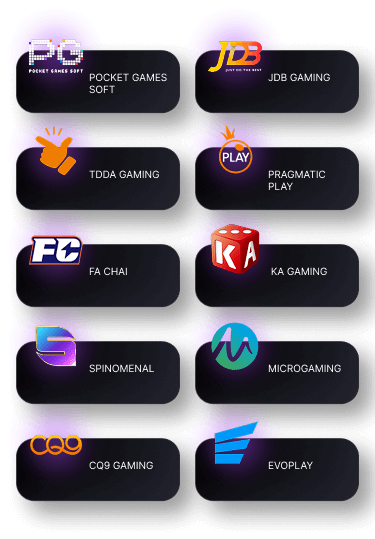 PG
POCKET GAMES SOFT
POCKET GAMES
SOFT
JDB
JUST DO THE BEST
JDB GAMING
TDDA GAMING
PLAY
PRAGMATIC
PLAY
FC
FA CHAI
KA
KA GAMING
SPINOMENAL
MICROGAMING
CQ9
CQ9 GAMING
EVOPLAY